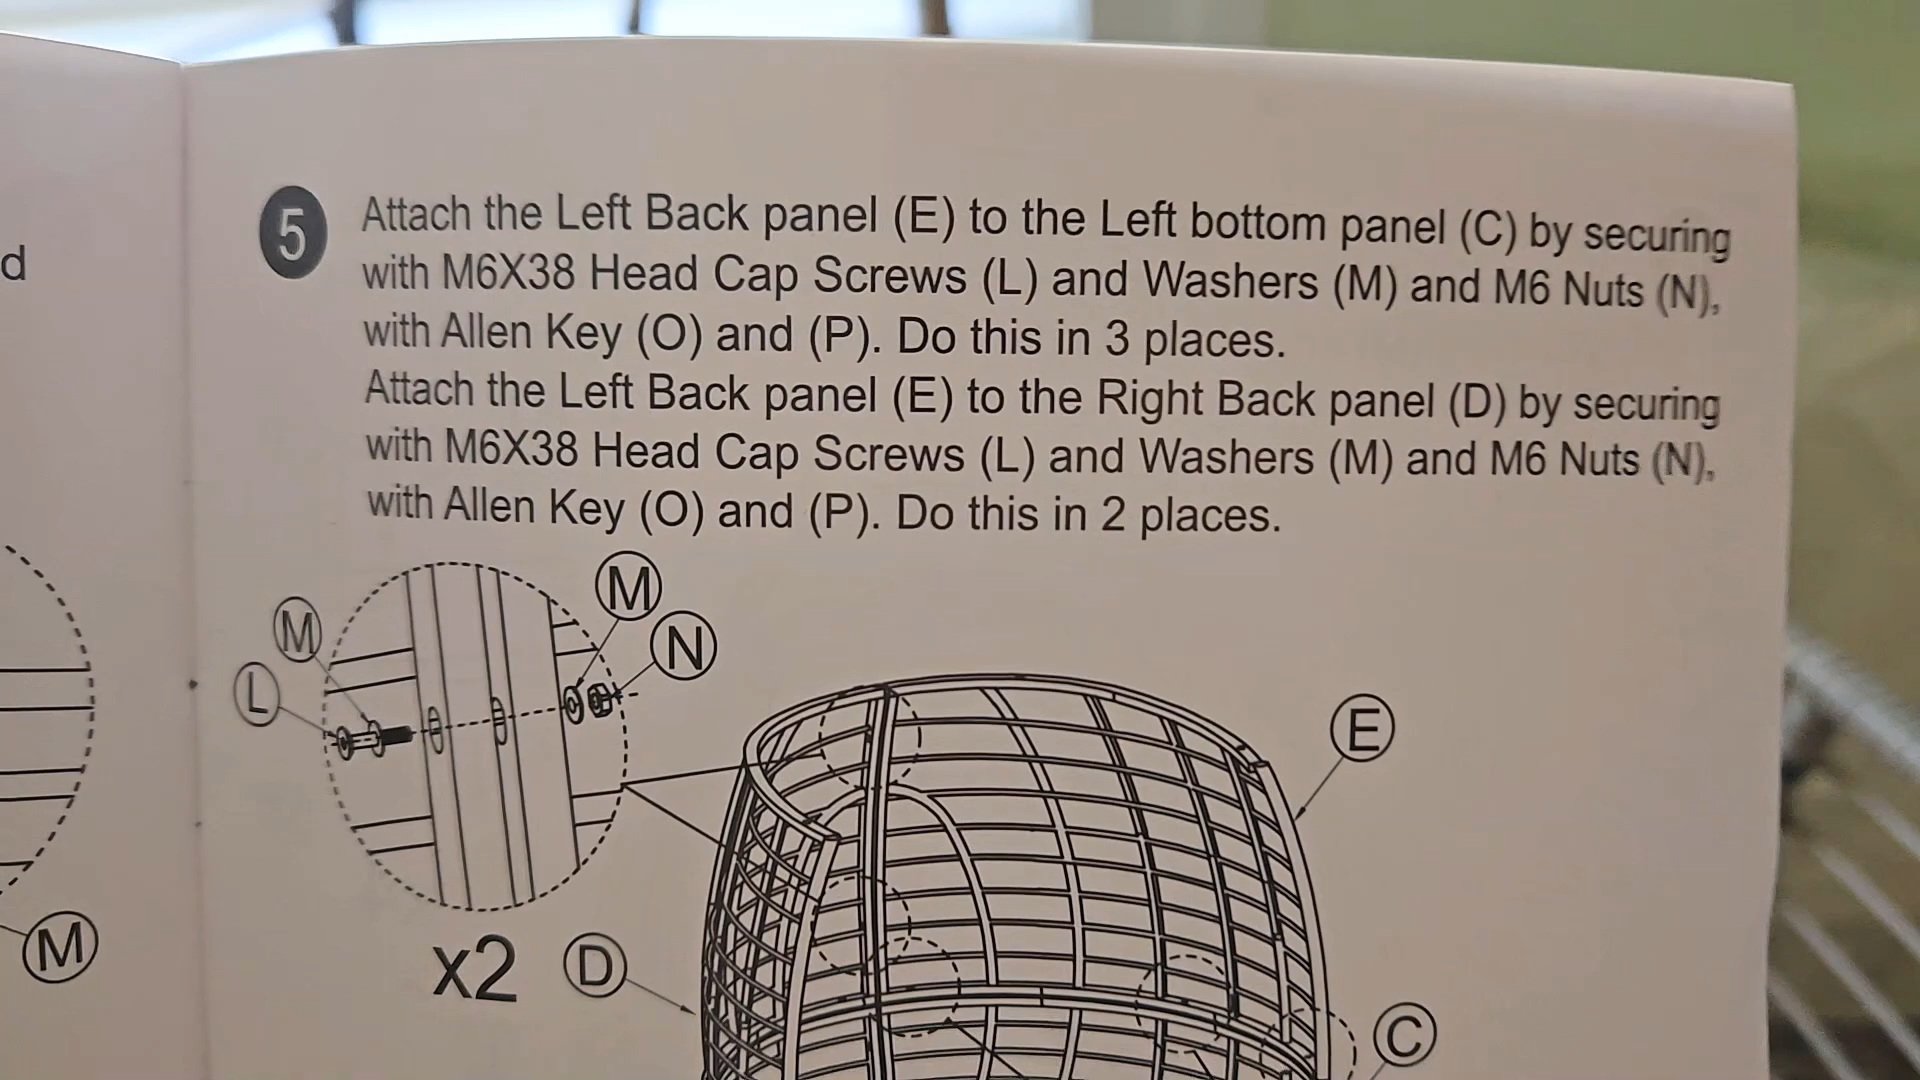 d
M
5
Attach the Left Back panel (E) to the Left bottom panel (C) by securing
with M6X38 Head Cap Screws (L) and Washers (M) and M6 Nuts (N),
with Allen Key (O) and (P). Do this in 3 places.
Attach the Left Back panel (E) to the Right Back panel (D) by securing
with M6X38 Head Cap Screws (L) and Washers (M) and M6 Nuts (N),
with Allen Key (O) and (P). Do this in 2 places.
M
M
N
L
E
x2
D
C